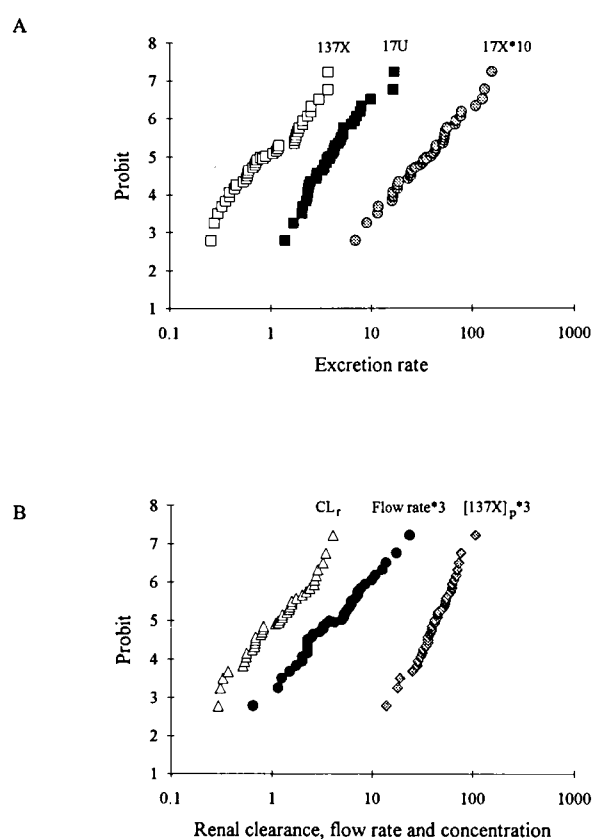 A
137X 17U 17X*10
8
7
6
5
4
3
2
1
Probit
0.1 1 10 100 1000
Excretion rate
B
CLr Flow rate*3 [137X]p*3
8
7
6
5
4
3
2
1
Probit
0.1 1 10 100 1000
Renal clearance, flow rate and concentration